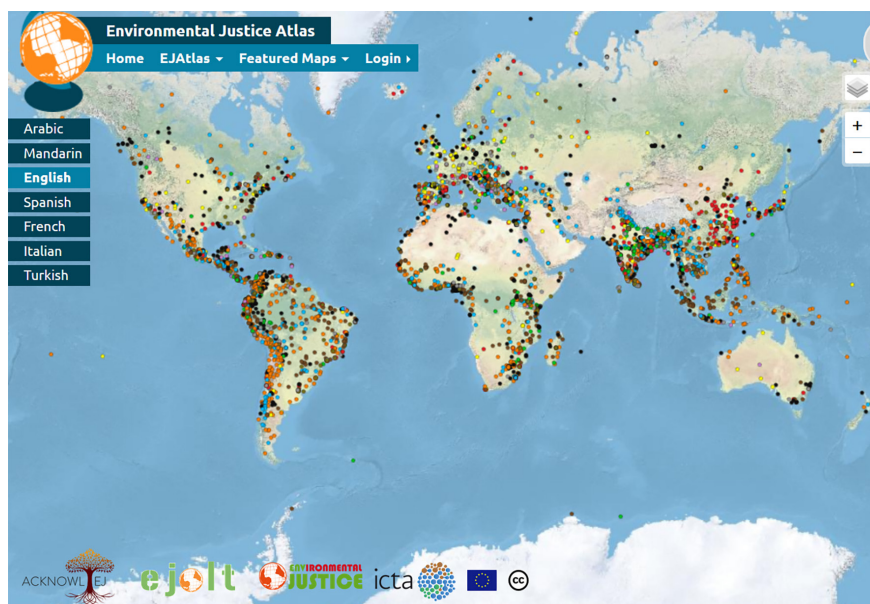 Environmental Justice Atlas
Home EJAtlas Featured Maps Login
Arabic
Mandarin
English
Spanish
French
Italian
Turkish
+
−
ACKNOWL EJ
ejolt
ENVIRONMENTAL
JUSTICE
icta
cc